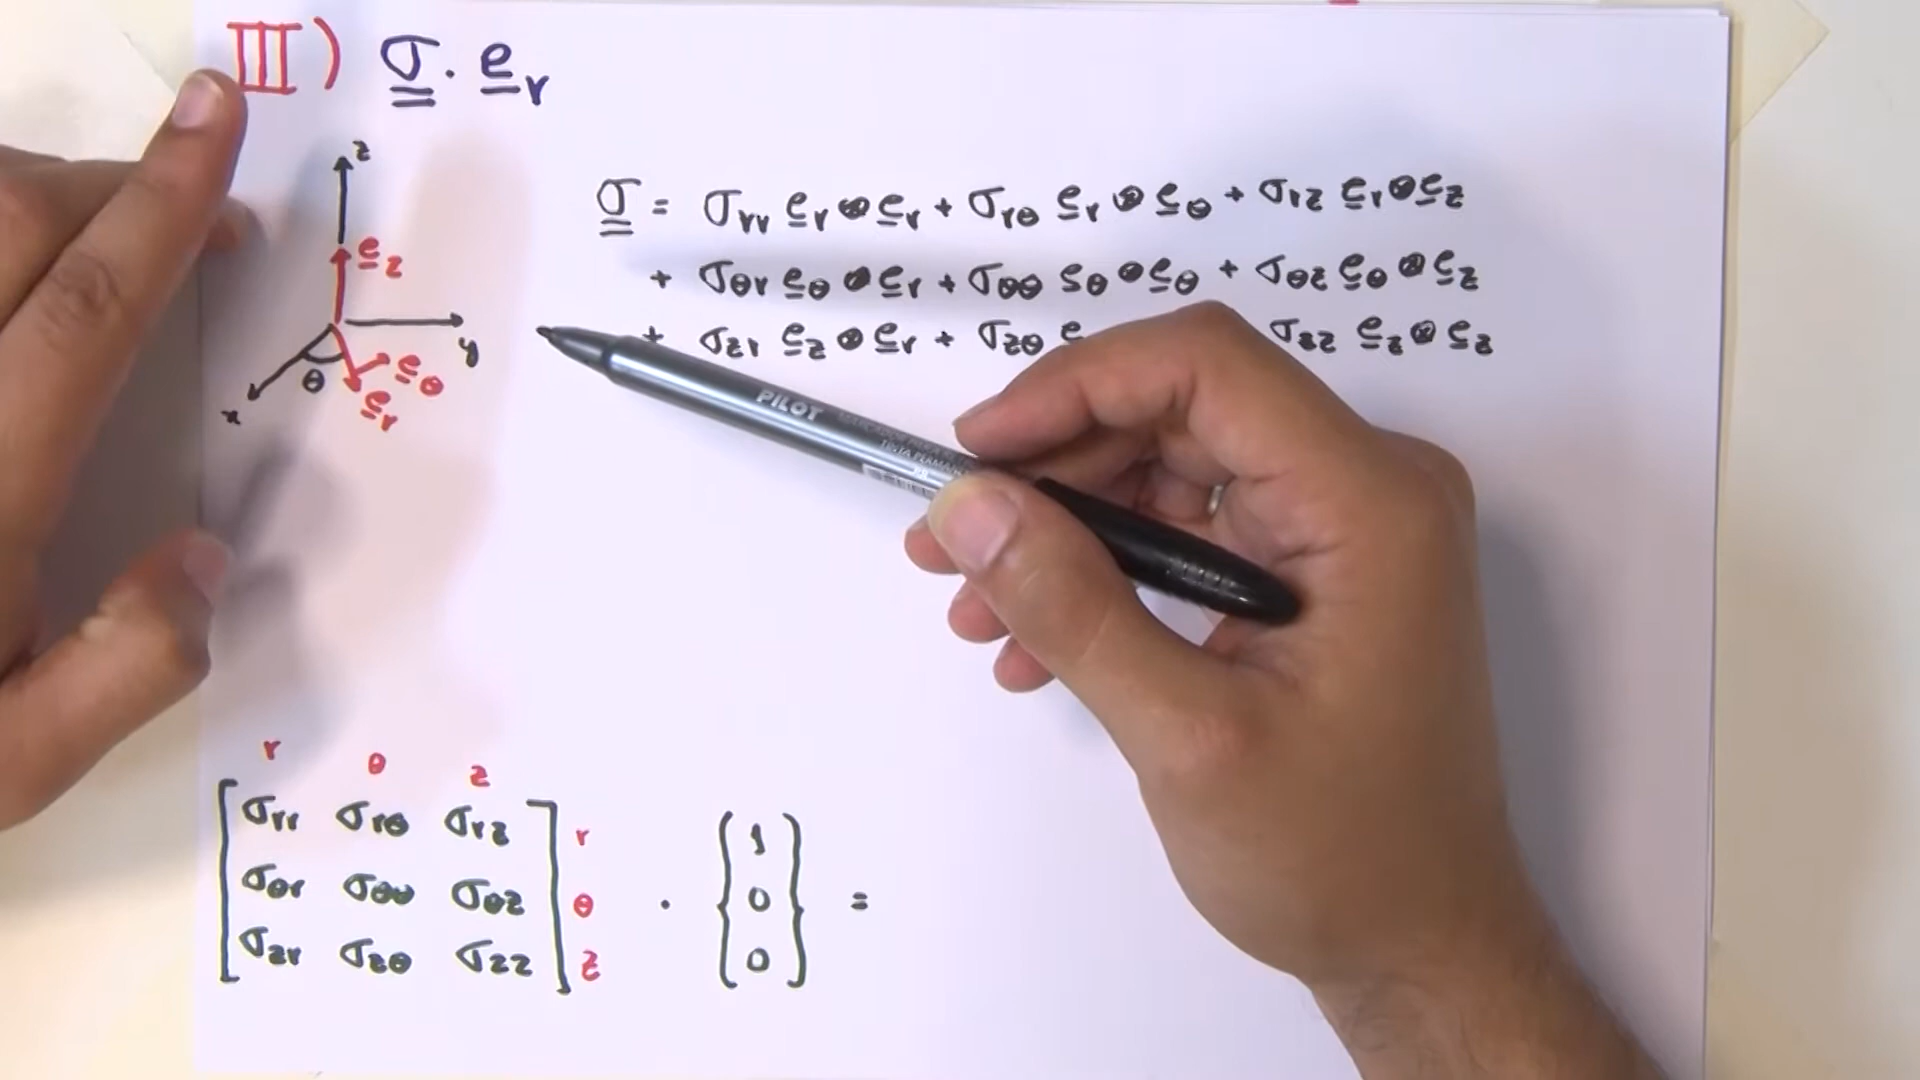 III) σ . e_r
z
e_z
y
e_θ
θ
e_r
x
σ = σ_rr e_r⊗e_r + σ_rθ e_r⊗e_θ + σ_rz e_r⊗e_z
+ σ_θr e_θ⊗e_r + σ_θθ e_θ⊗e_θ + σ_θz e_θ⊗e_z
+ σ_zr e_z⊗e_r + σ_zθ e σ_zz e_z⊗e_z
PILOT
r θ z
σ_rr σ_rθ σ_rz r
σ_θr σ_θθ σ_θz θ
σ_zr σ_zθ σ_zz z
. { 1 0 0 } =